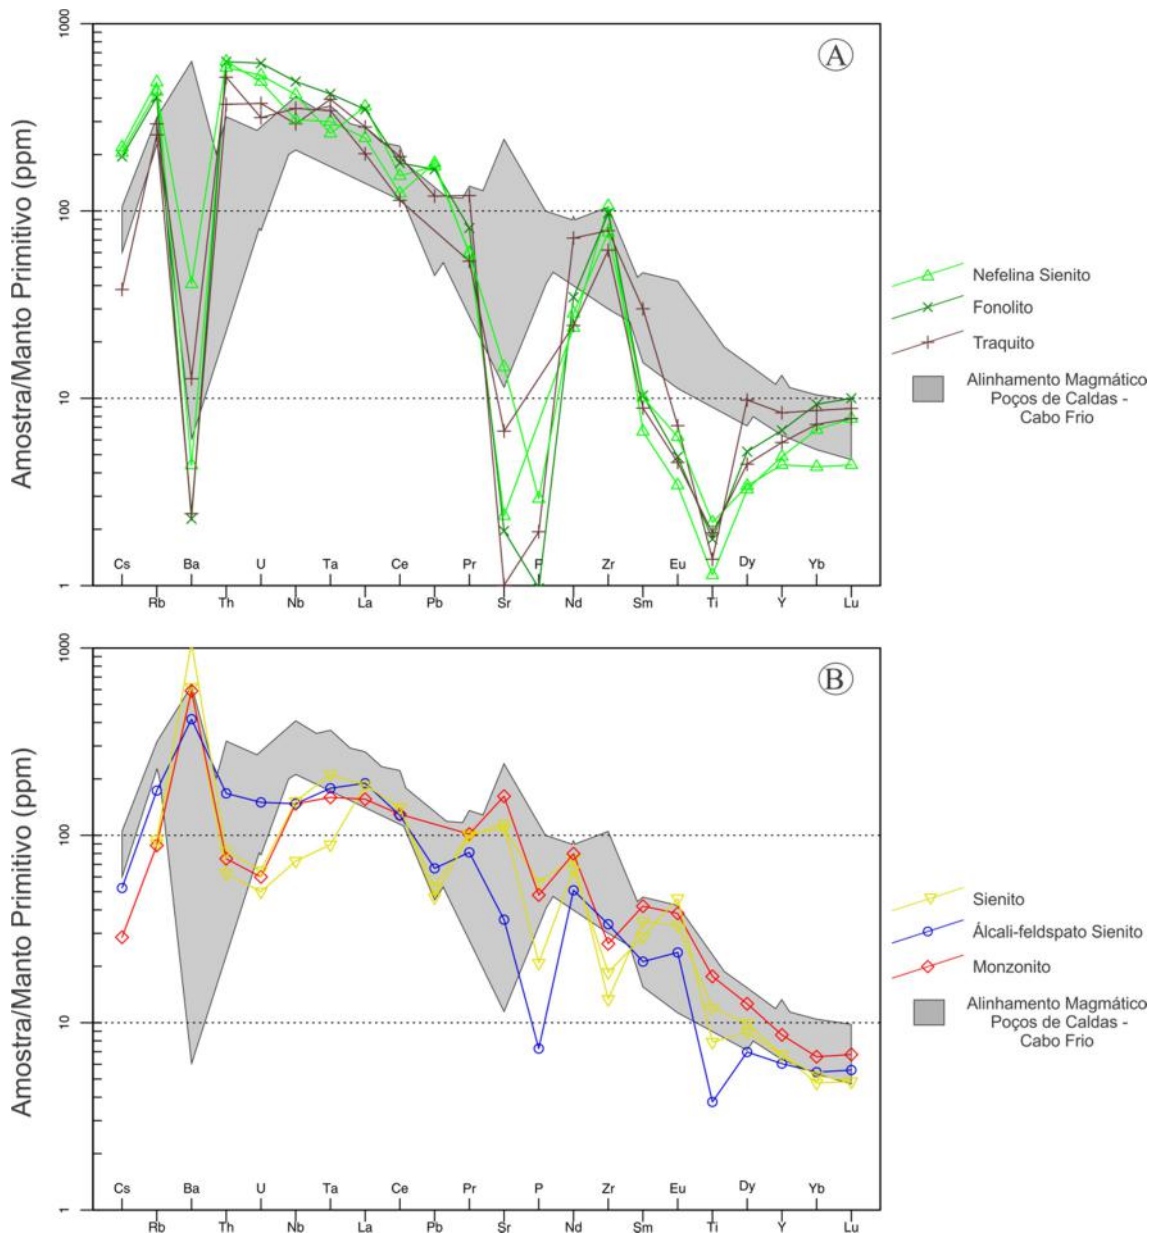 A
Amostra/Manto Primitivo (ppm)
1000
100
10
1
Cs Ba U Ta Ce Pr P Zr Eu Dy Yb
Rb Th Nb La Pb Sr Nd Sm Ti Y Lu
Nefelina Sienito
Fonolito
Traquito
Alinhamento Magmático
Poços de Caldas -
Cabo Frio
B
Amostra/Manto Primitivo (ppm)
1000
100
10
1
Cs Ba U Ta Ce Pr P Zr Eu Dy Yb
Rb Th Nb La Pb Sr Nd Sm Ti Y Lu
Sienito
Álcali-feldspato Sienito
Monzonito
Alinhamento Magmático
Poços de Caldas -
Cabo Frio